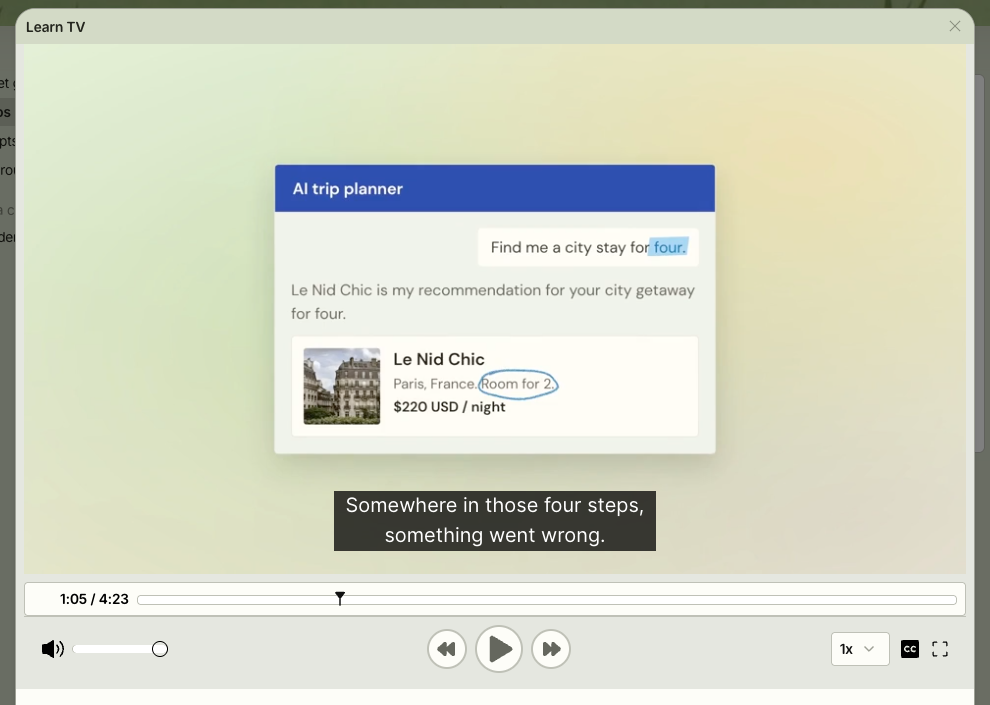 Learn TV
AI trip planner
Find me a city stay for four.
Le Nid Chic is my recommendation for your city getaway
for four.
Le Nid Chic
Paris, France. Room for 2.
$220 USD / night
Somewhere in those four steps,
something went wrong.
1:05 / 4:23
1x
CC